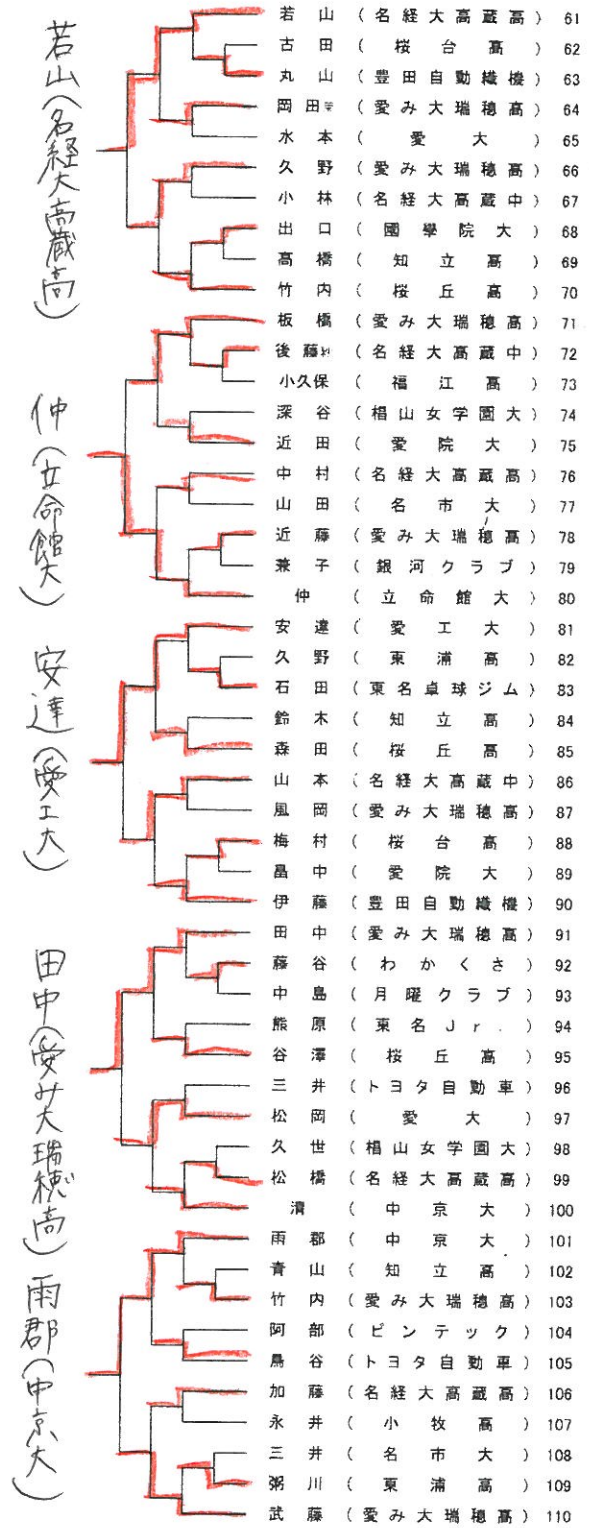 若山 (名経大高蔵高) 61
古田 (桜台高) 62
丸山 (豊田自動織機) 63
岡田 (愛み大瑞穂高) 64
水本 (愛大) 65
久野 (愛み大瑞穂高) 66
小林 (名経大高蔵中) 67
出口 (國學院大) 68
高橋 (知立高) 69
竹内 (桜丘高) 70
若山(名経大高蔵高)
板橋 (愛み大瑞穂高) 71
後藤 (名経大高蔵中) 72
小久保 (福江高) 73
深谷 (椙山女学園大) 74
近田 (愛院大) 75
中村 (名経大高蔵高) 76
山田 (名市大) 77
近藤 (愛み大瑞穂高) 78
兼子 (銀河クラブ) 79
仲 (立命館大) 80
仲(立命館大)
安達 (愛工大) 81
久野 (東浦高) 82
石田 (東名卓球ジム) 83
鈴木 (知立高) 84
森田 (桜丘高) 85
山本 (名経大高蔵中) 86
風岡 (愛み大瑞穂高) 87
梅村 (桜台高) 88
畠中 (愛院大) 89
伊藤 (豊田自動織機) 90
安達(愛工大)
田中 (愛み大瑞穂高) 91
藤谷 (わかくさ) 92
中島 (月曜クラブ) 93
熊原 (東名Jr.) 94
谷澤 (桜丘高) 95
三井 (トヨタ自動車) 96
松岡 (愛大) 97
久世 (椙山女学園大) 98
松橋 (名経大高蔵高) 99
清 (中京大) 100
田中(愛み大瑞穂高)
雨郡 (中京大) 101
青山 (知立高) 102
竹内 (愛み大瑞穂高) 103
阿部 (ピンテック) 104
鳥谷 (トヨタ自動車) 105
加藤 (名経大高蔵高) 106
永井 (小牧高) 107
三井 (名市大) 108
粥川 (東浦高) 109
武藤 (愛み大瑞穂高) 110
雨郡(中京大)